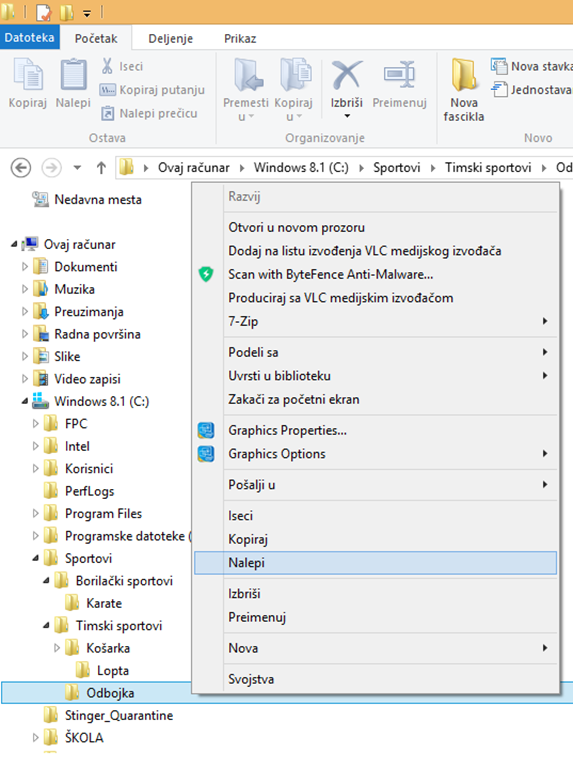 Datoteka Početak Deljenje Prikaz
Kopiraj Nalepi Iseci Kopiraj putanju Nalepi prečicu
Premesti u Kopiraj u Izbriši Preimenuj
Nova fascikla Nova stavka Jednostavan
Ostava Organizovanje Novo
Ovaj računar Windows 8.1 (C:) Sportovi Timski sportovi Od
Nedavna mesta
Ovaj računar
Dokumenti
Muzika
Preuzimanja
Radna površina
Slike
Video zapisi
Windows 8.1 (C:)
FPC
Intel
Korisnici
PerfLogs
Program Files
Programske datoteke (
Sportovi
Borilački sportovi
Karate
Timski sportovi
Košarka
Lopta
Odbojka
Stinger_Quarantine
ŠKOLA
Razvij
Otvori u novom prozoru
Dodaj na listu izvođenja VLC medijskog izvođača
Scan with ByteFence Anti-Malware...
Produciraj sa VLC medijskim izvođačom
7-Zip
Podeli sa
Uvrsti u biblioteku
Zakači za početni ekran
Graphics Properties...
Graphics Options
Pošalji u
Iseci
Kopiraj
Nalepi
Izbriši
Preimenuj
Nova
Svojstva